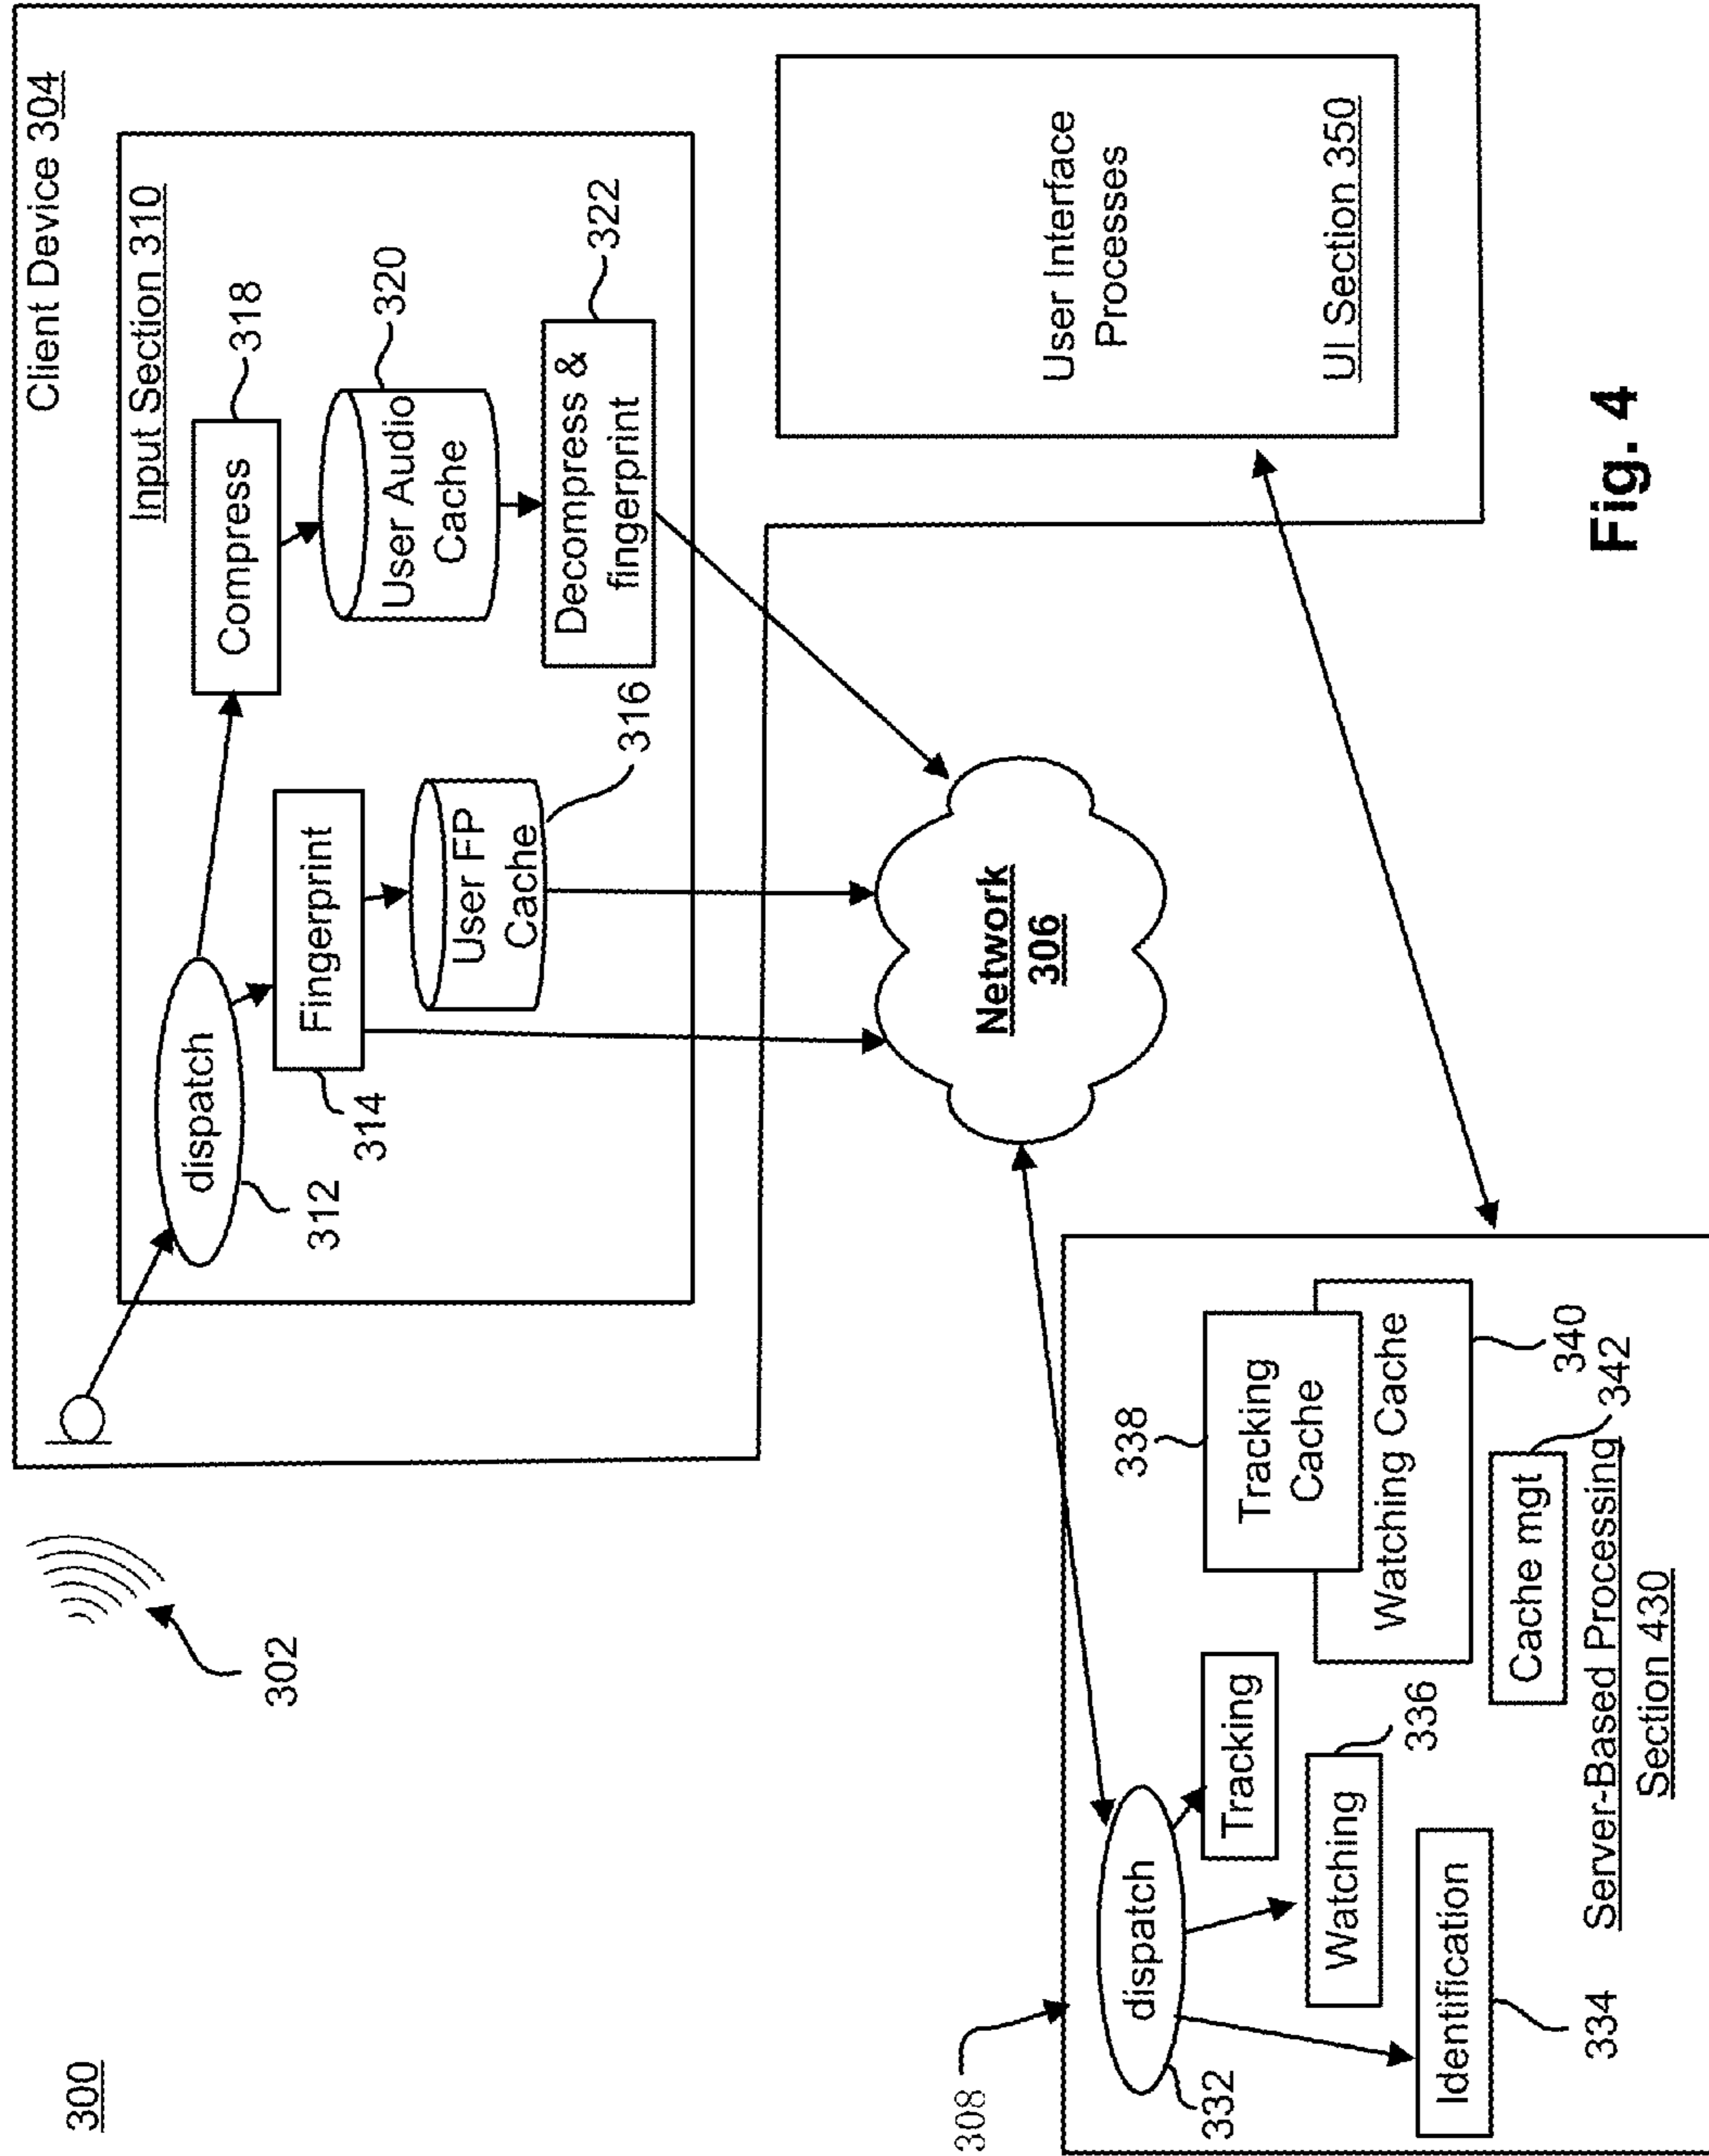 300
302
Client Device 304
Input Section 310
dispatch
312
Fingerprint
314
User FP
Cache
316
Compress
318
User Audio
Cache
320
Decompress &
fingerprint
322
Network
306
User Interface
Processes
UI Section 350
308
dispatch
332
Tracking
Watching
336
Identification
334
338
Tracking
Cache
Watching Cache
340
Cache mgt
342
Server-Based Processing
Section 430
Fig. 4